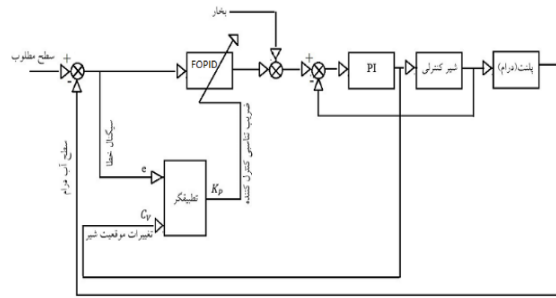 بخار
سطح مطلوب
+
-
FOPID
+
-
PI
شیر کنترلی
پلنت(درام)
سطح آب درام
سیگنال خطا
e
تطبیقگر
K_P
ضریب تناسبی کنترل کننده
C_V
تغییرات موقعیت شیر